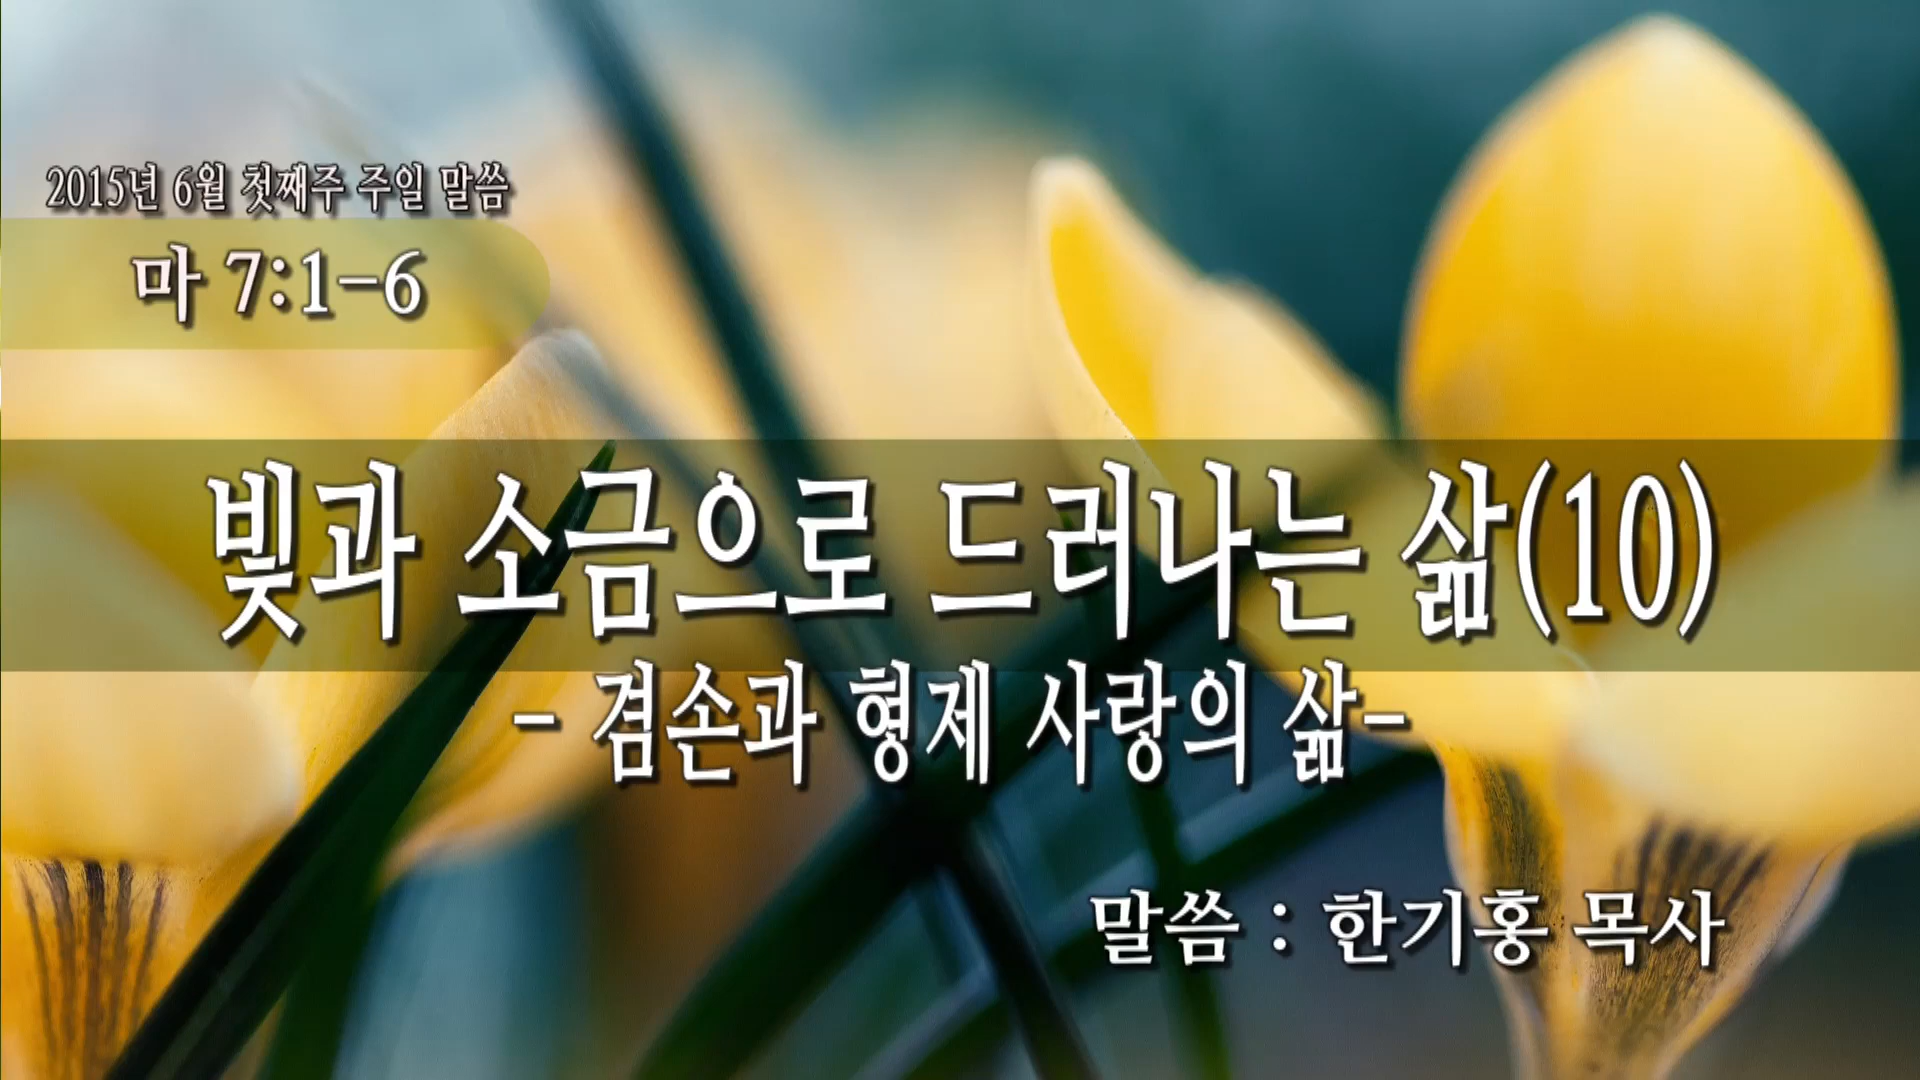 2015년 6월 첫째주 주일 말씀
마 7:1-6
빛과 소금으로 드러나는 삶(10)
- 겸손과 형제 사랑의 삶-
말씀 : 한기홍 목사